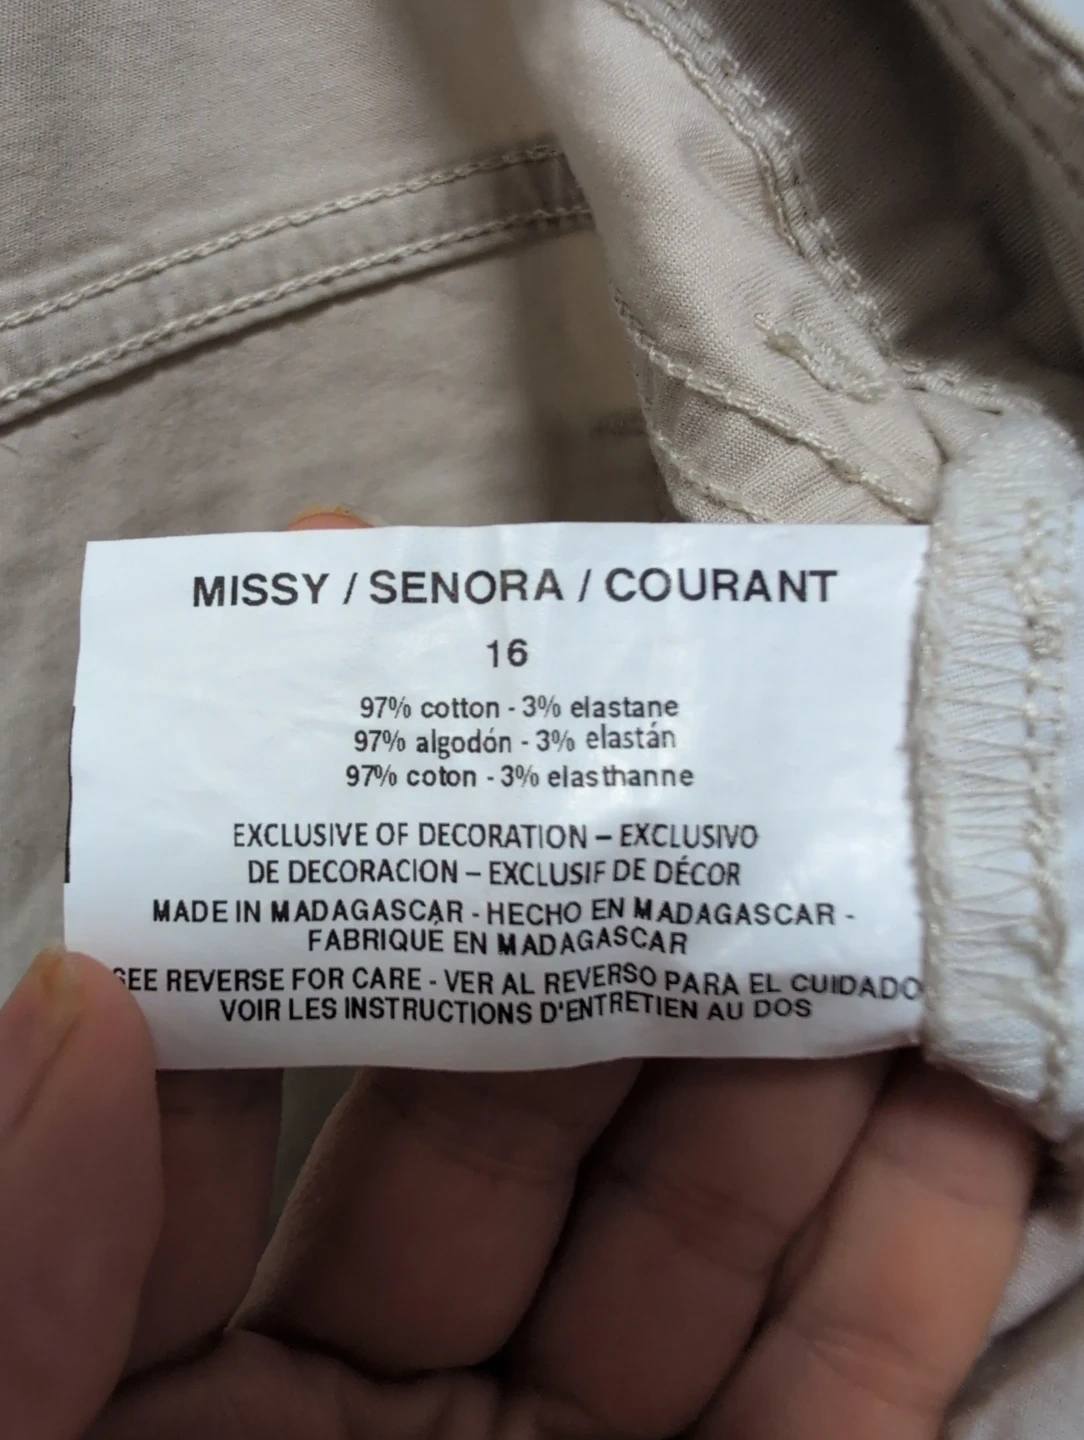 MISSY / SENORA / COURANT
16
97% cotton - 3% elastane
97% algodón - 3% elastán
97% coton - 3% elasthanne
EXCLUSIVE OF DECORATION – EXCLUSIVO
DE DECORACION – EXCLUSIF DE DÉCOR
MADE IN MADAGASCAR - HECHO EN MADAGASCAR -
FABRIQUÉ EN MADAGASCAR
SEE REVERSE FOR CARE - VER AL REVERSO PARA EL CUIDADO
VOIR LES INSTRUCTIONS D'ENTRETIEN AU DOS